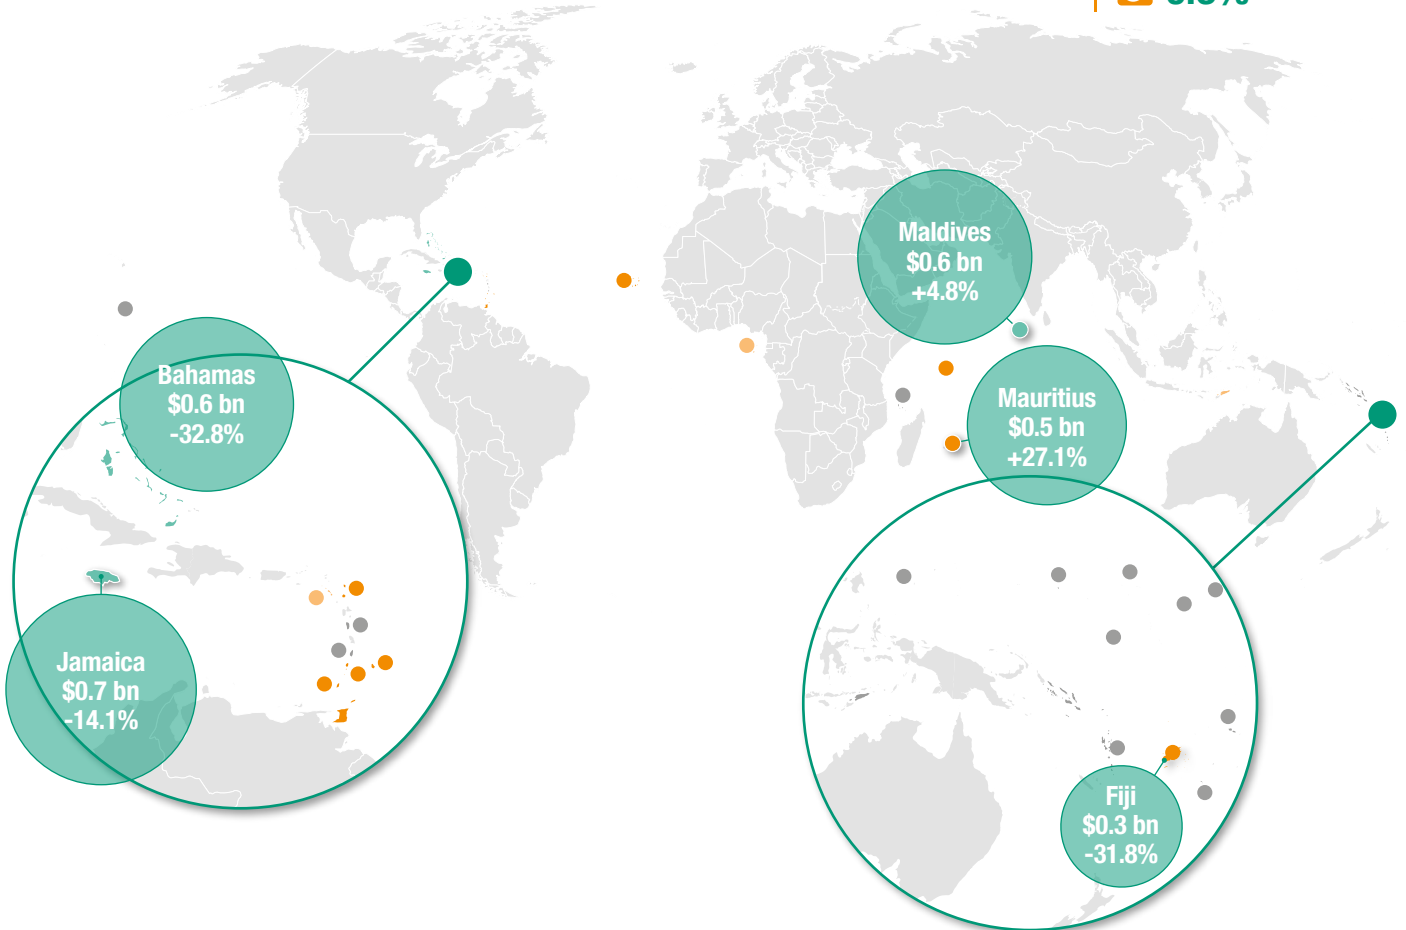 Maldives
$0.6 bn
+4.8%
Bahamas
$0.6 bn
-32.8%
Mauritius
$0.5 bn
+27.1%
Jamaica
$0.7 bn
-14.1%
Fiji
$0.3 bn
-31.8%